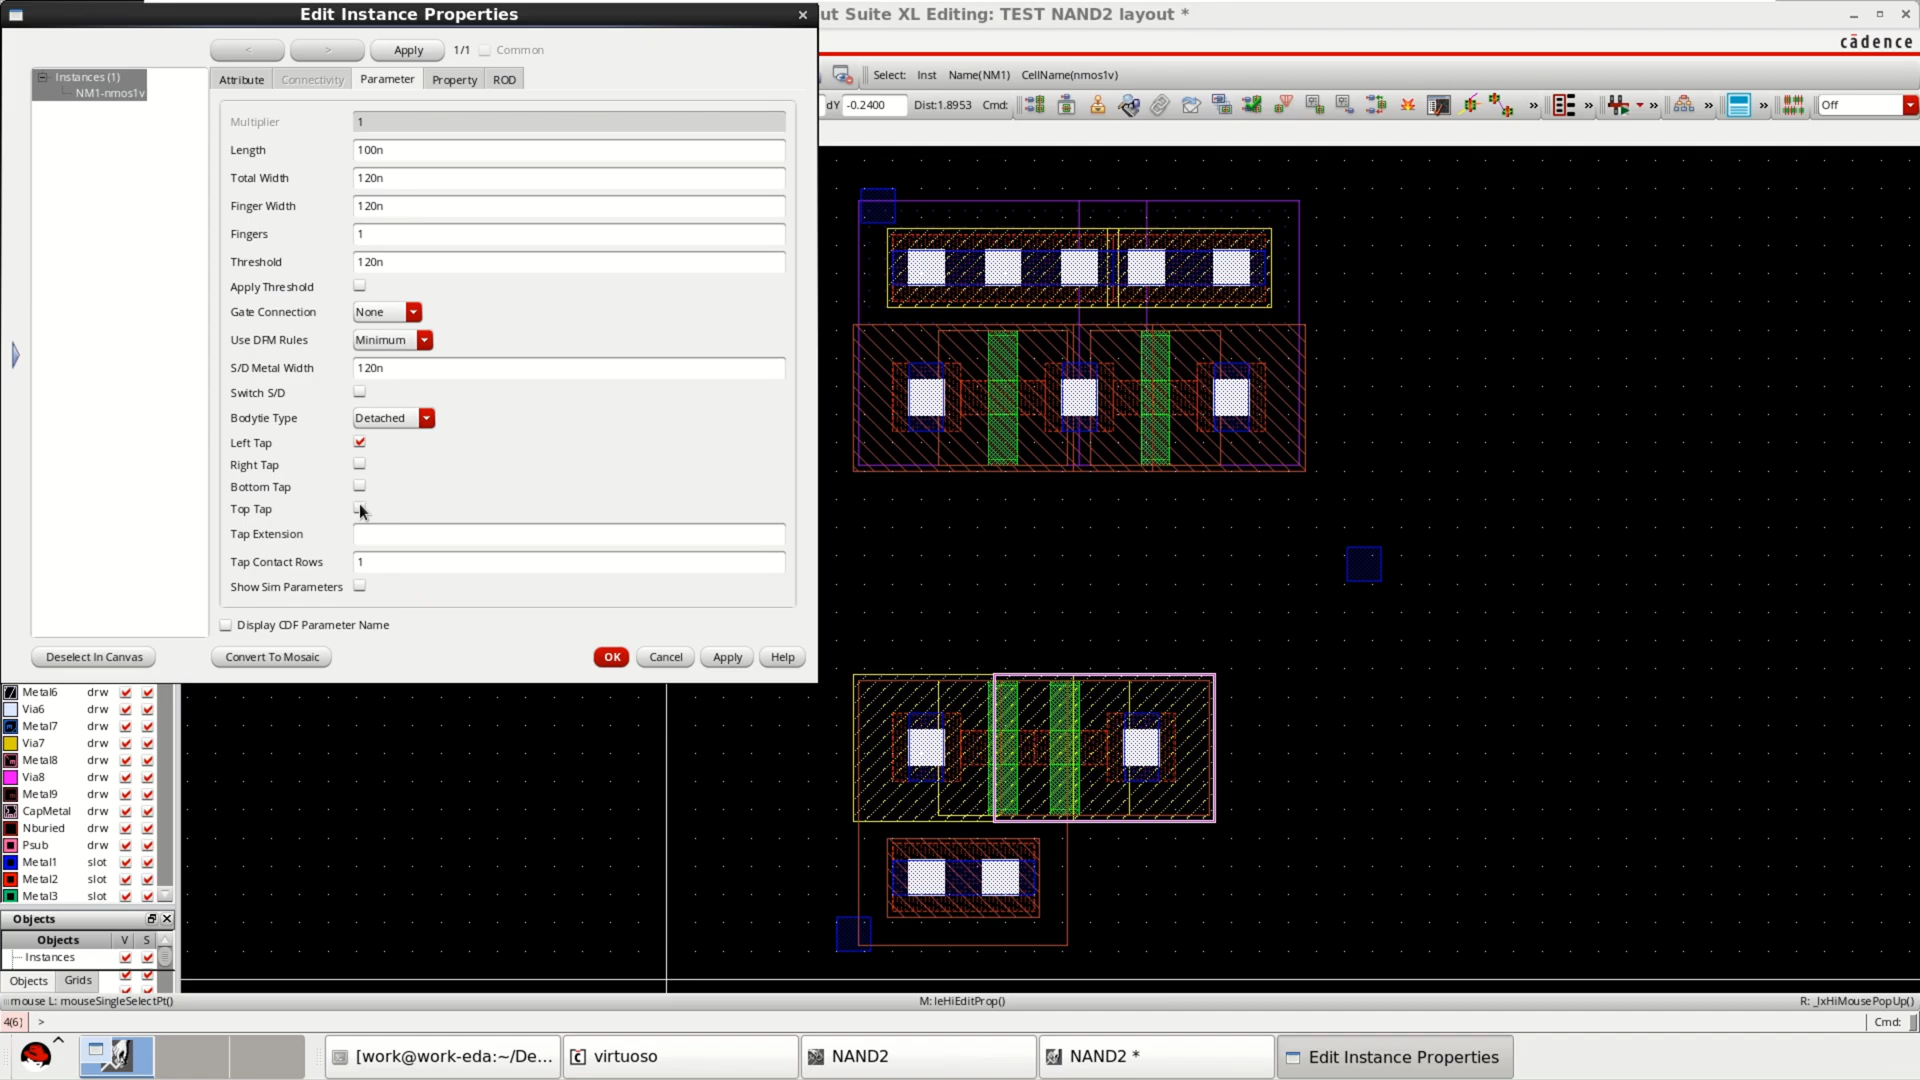 Edit Instance Properties
ut Suite XL Editing: TEST NAND2 layout *
cādence
<
>
Apply
1/1
Common
Instances (1)
NM1-nmos1v
Attribute
Connectivity
Parameter
Property
ROD
Select:
Inst
Name(NM1)
CellName(nmos1v)
dY
-0.2400
Dist:1.8953
Cmd:
»
»
»
»
»
Off
Multiplier
1
Length
100n
Total Width
120n
Finger Width
120n
Fingers
1
Threshold
120n
Apply Threshold
Gate Connection
None
Use DFM Rules
Minimum
S/D Metal Width
120n
Switch S/D
Bodytie Type
Detached
Left Tap
Right Tap
Bottom Tap
Top Tap
Tap Extension
Tap Contact Rows
1
Show Sim Parameters
Display CDF Parameter Name
Deselect In Canvas
Convert To Mosaic
OK
Cancel
Apply
Help
Metal6 drw
Via6 drw
Metal7 drw
Via7 drw
Metal8 drw
Via8 drw
Metal9 drw
CapMetal drw
Nburied drw
Psub drw
Metal1 slot
Metal2 slot
Metal3 slot
Objects
Objects V S
Instances
Objects
Grids
mouse L: mouseSingleSelectPt()
M: leHiEditProp()
R: _lxHiMousePopUp()
4(6)
>
Cmd:
[work@work-eda:~/De...
virtuoso
NAND2
NAND2 *
Edit Instance Properties